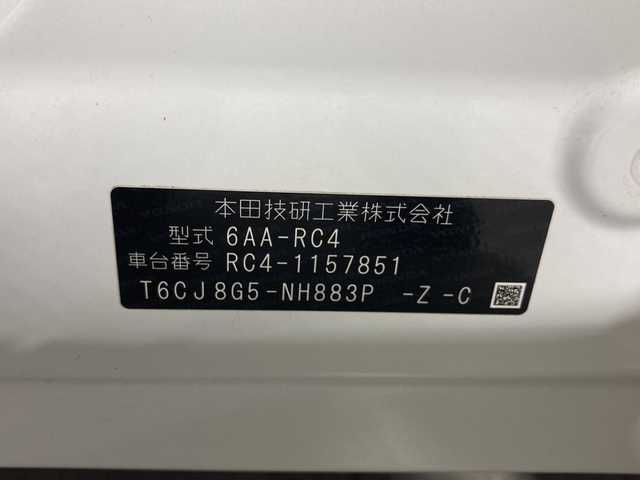 本田技研工業株式会社
型式 6AA-RC4
車台番号 RC4-1157851
T6CJ8G5-NH883P -Z -C